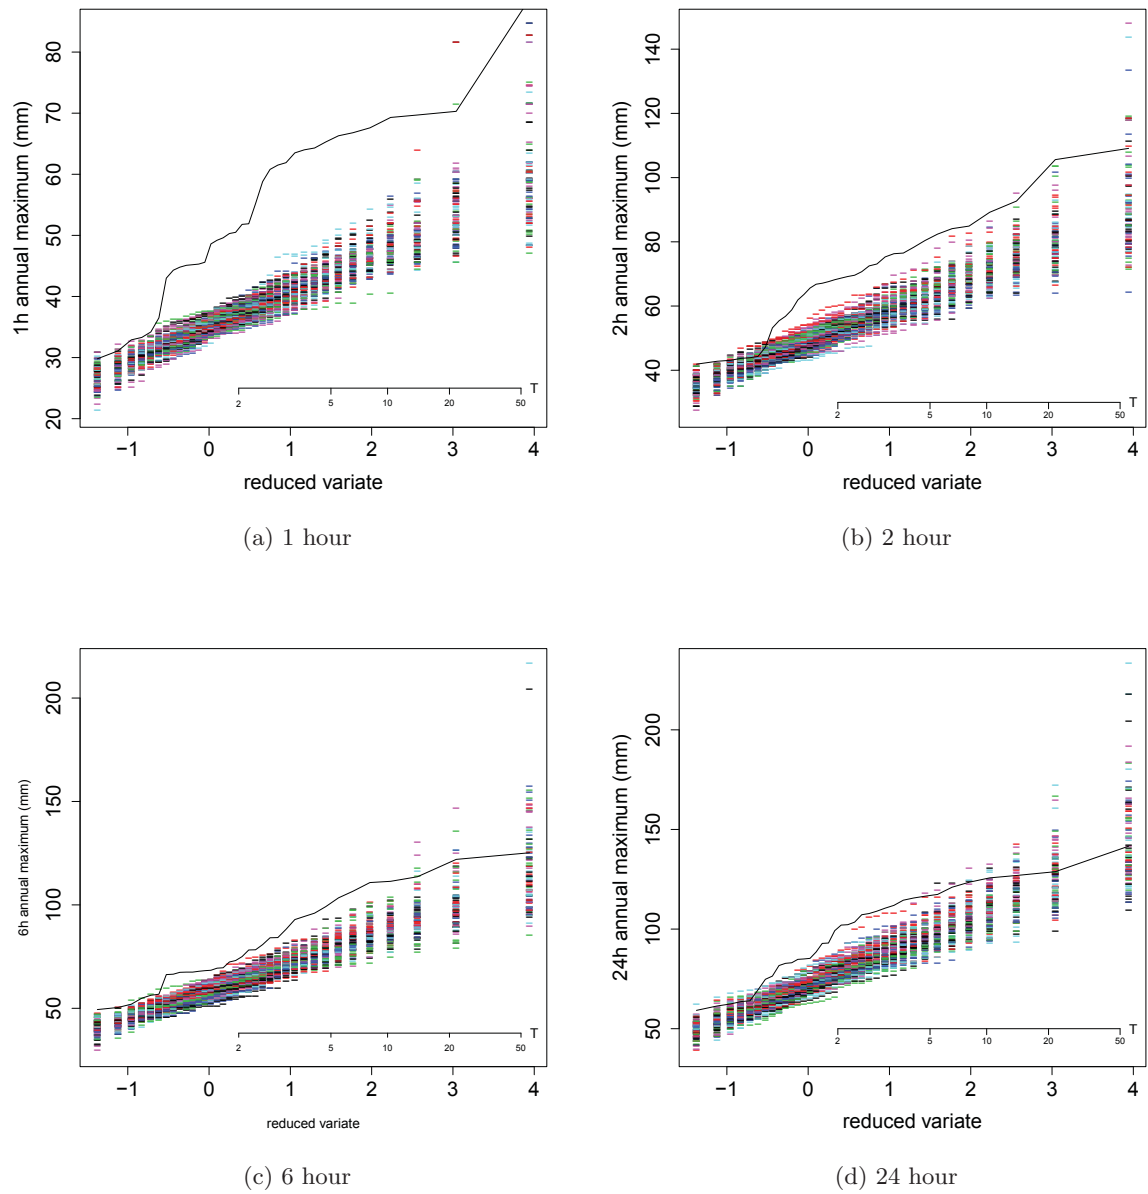 1h annual maximum (mm)
80
70
60
50
40
30
20
2 5 10 20 50 T
−1 0 1 2 3 4
reduced variate
(a) 1 hour
2h annual maximum (mm)
140
120
100
80
60
40
2 5 10 20 50 T
−1 0 1 2 3 4
reduced variate
(b) 2 hour
6h annual maximum (mm)
200
150
100
50
2 5 10 20 50 T
−1 0 1 2 3 4
reduced variate
(c) 6 hour
24h annual maximum (mm)
200
150
100
50
2 5 10 20 50 T
−1 0 1 2 3 4
reduced variate
(d) 24 hour